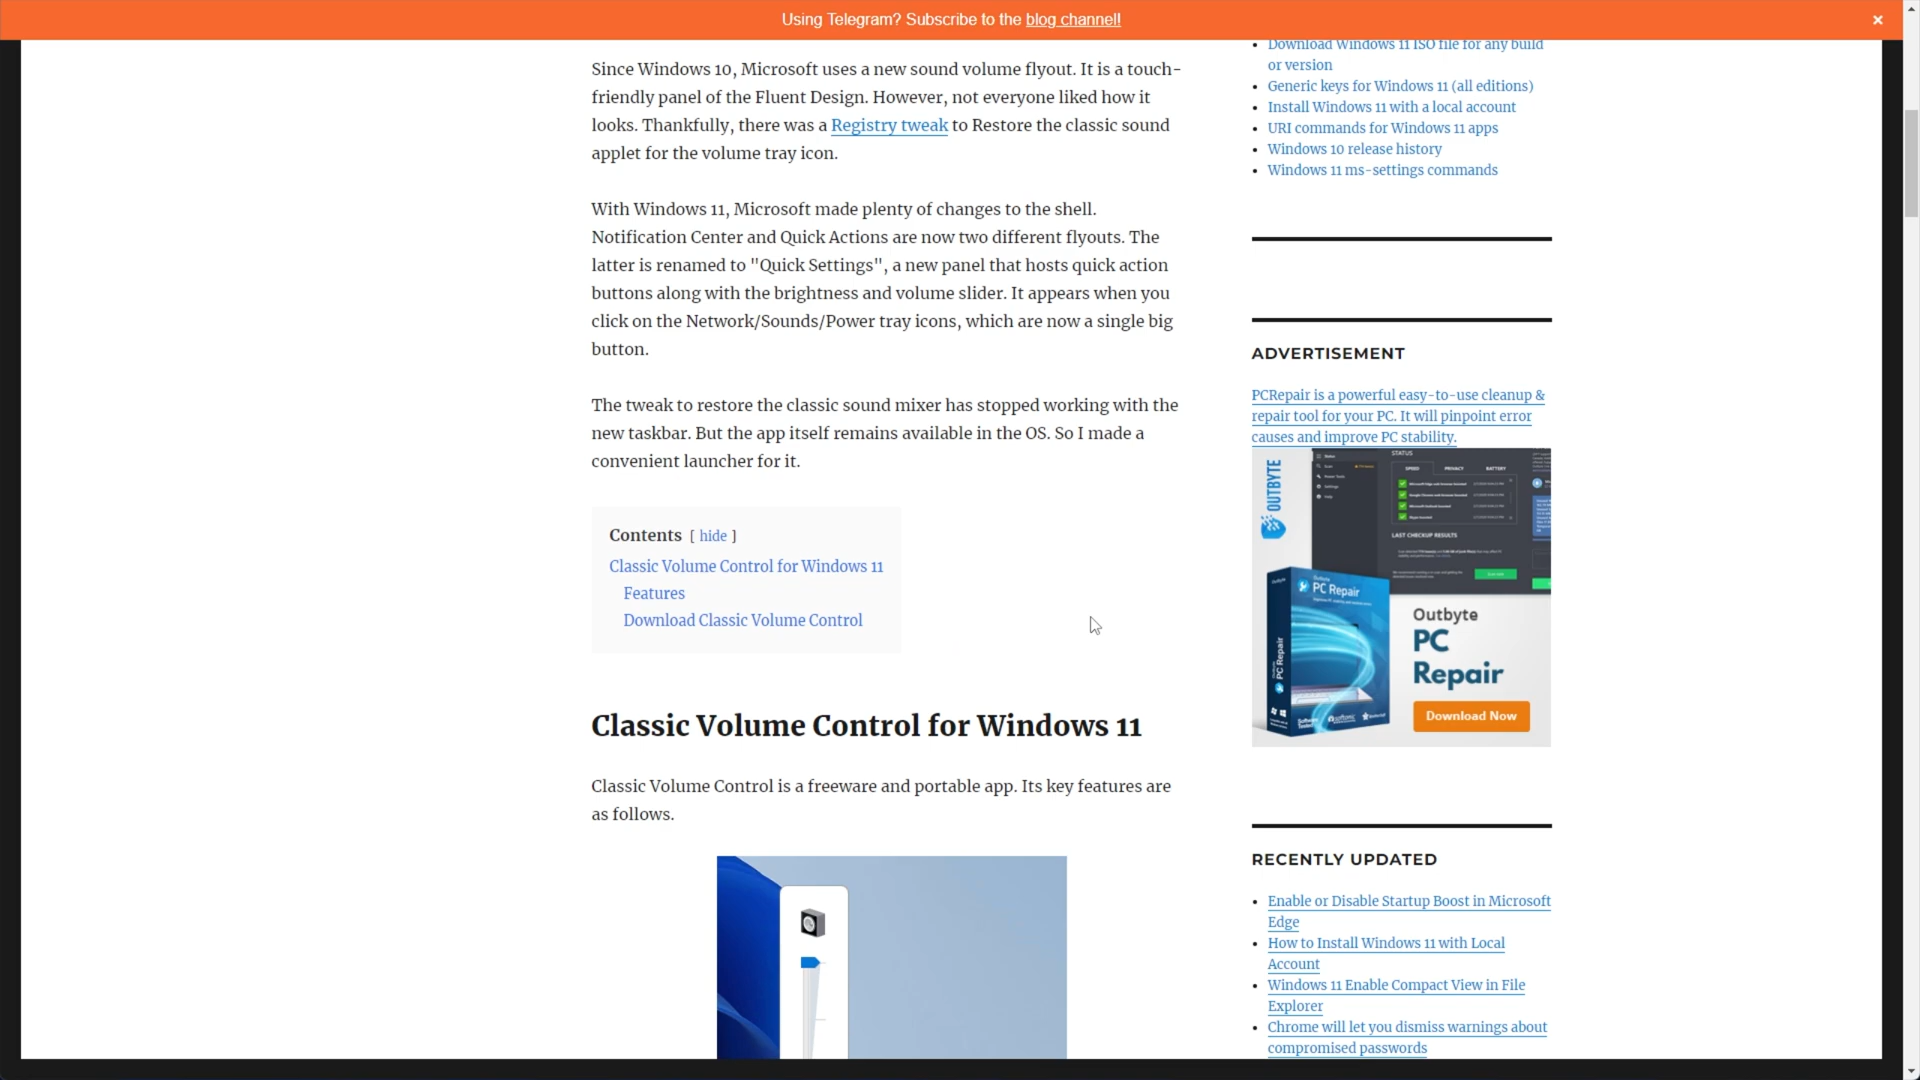 Using Telegram? Subscribe to the blog channel!
×
Since Windows 10, Microsoft uses a new sound volume flyout. It is a touch-
friendly panel of the Fluent Design. However, not everyone liked how it
looks. Thankfully, there was a Registry tweak to Restore the classic sound
applet for the volume tray icon.
With Windows 11, Microsoft made plenty of changes to the shell.
Notification Center and Quick Actions are now two different flyouts. The
latter is renamed to "Quick Settings", a new panel that hosts quick action
buttons along with the brightness and volume slider. It appears when you
click on the Network/Sounds/Power tray icons, which are now a single big
button.
The tweak to restore the classic sound mixer has stopped working with the
new taskbar. But the app itself remains available in the OS. So I made a
convenient launcher for it.
Contents [ hide ]
Classic Volume Control for Windows 11
Features
Download Classic Volume Control
Classic Volume Control for Windows 11
Classic Volume Control is a freeware and portable app. Its key features are
as follows.
Download Windows 11 ISO file for any build
or version
Generic keys for Windows 11 (all editions)
Install Windows 11 with a local account
URI commands for Windows 11 apps
Windows 10 release history
Windows 11 ms-settings commands
ADVERTISEMENT
PCRepair is a powerful easy-to-use cleanup &
repair tool for your PC. It will pinpoint error
causes and improve PC stability.
OUTBYTE
STATUS
SPEED PRIVACY BATTERY
LAST CHECKUP RESULTS
Outbyte
PC Repair
PC Repair
Outbyte
PC
Repair
Download Now
RECENTLY UPDATED
Enable or Disable Startup Boost in Microsoft
Edge
How to Install Windows 11 with Local
Account
Windows 11 Enable Compact View in File
Explorer
Chrome will let you dismiss warnings about
compromised passwords